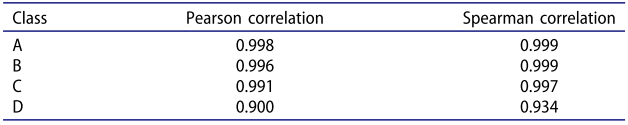 Class Pearson correlation Spearman correlation
A 0.998 0.999
B 0.996 0.999
C 0.991 0.997
D 0.900 0.934